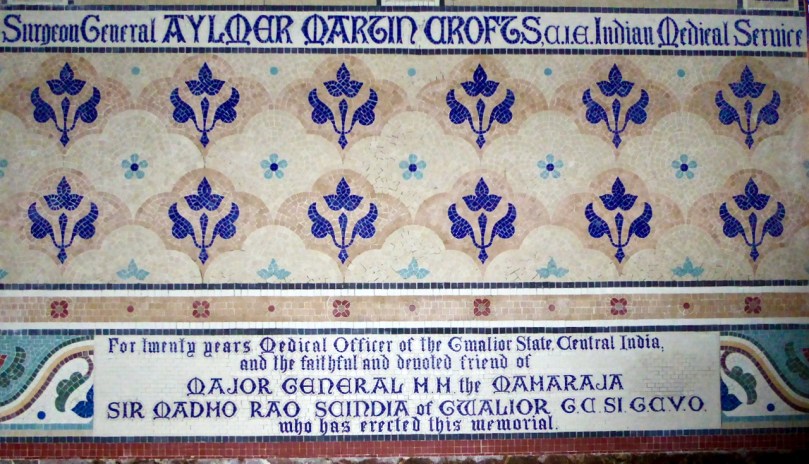 Surgeon General AYLMER MARTIN CROFTS, C.I.E. Indian Medical Service
For twenty years Medical Officer of the Gwalior State, Central India,
and the faithful and devoted friend of
MAJOR GENERAL H.H. the MAHARAJA
SIR MADHO RAO SCINDIA of GWALIOR G.C.SI. G.C.V.O.
who has erected this memorial.